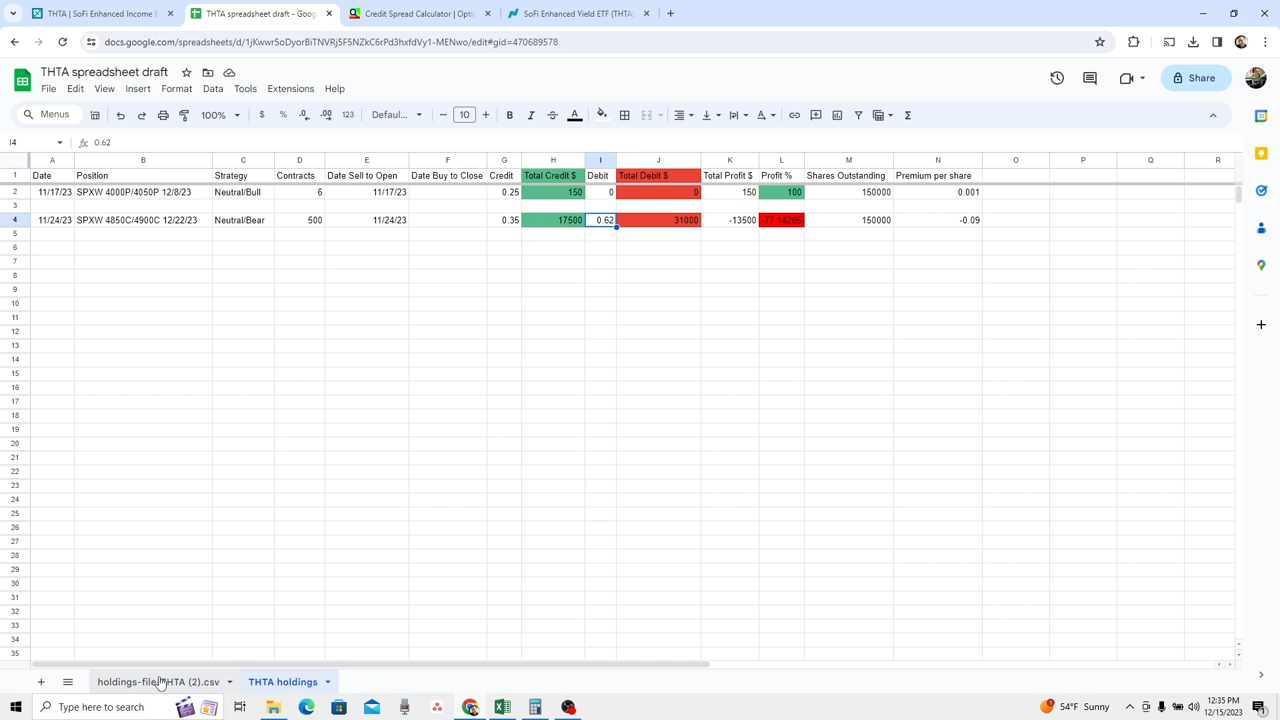 THTA | SoFi Enhanced Income E
THTA spreadsheet draft - Goog
Credit Spread Calculator | Opti
SoFi Enhanced Yield ETF (THTA)
docs.google.com/spreadsheets/d/1jKwwr5oDyorBiTNVRj5F5NZkC6rPd3hxfdVy1-MENwo/edit#gid=470689578
THTA spreadsheet draft
File Edit View Insert Format Data Tools Extensions Help
Share
Menus 100% $ % .0 .00 123 Defaul... 10 B I A Σ
I4 0.62
A B C D E F G H I J K L M N O P Q R
1 Date Position Strategy Contracts Date Sell to Open Date Buy to Close Credit Total Credit $ Debit Total Debit $ Total Profit $ Profit % Shares Outstanding Premium per share
2 11/17/23 SPXW 4000P/4050P 12/8/23 Neutral/Bull 6 11/17/23 0.25 150 0 0 150 100 150000 0.001
3
4 11/24/23 SPXW 4850C/4900C 12/22/23 Neutral/Bear 500 11/24/23 0.35 17500 0.62 31000 -13500 -77.14285 150000 -0.09
5
6
7
8
9
10
11
12
13
14
15
16
17
18
19
20
21
22
23
24
25
26
27
28
29
30
31
32
33
34
35
holdings-file THTA (2).csv THTA holdings
Type here to search
54°F Sunny
12:35 PM
12/15/2023